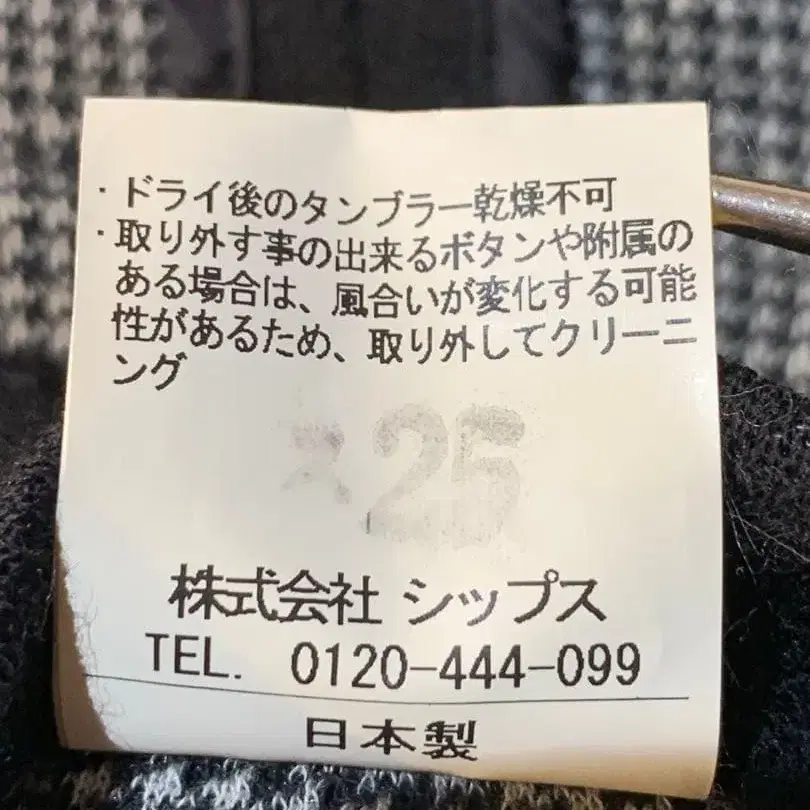 ・ドライ後のタンブラー乾燥不可
・取り外す事の出来るボタンや附属の
ある場合は、風合いが変化する可能
性があるため、取り外してクリーニ
ング
25
株式会社 シップス
TEL. 0120-444-099
日本製